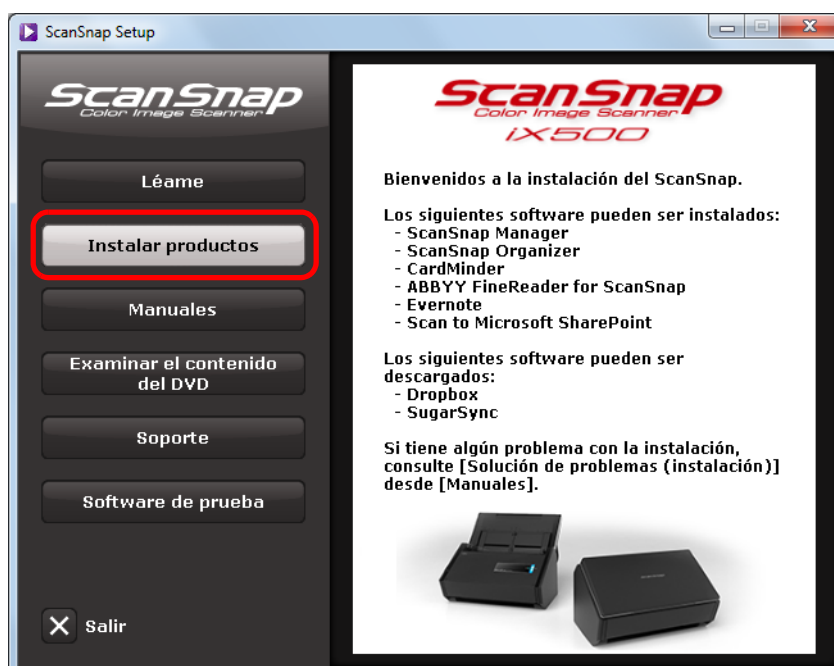 ScanSnap Setup
ScanSnap
Color Image Scanner
Léame
Instalar productos
Manuales
Examinar el contenido
del DVD
Soporte
Software de prueba
Salir
ScanSnap
Color Image Scanner
iX500
Bienvenidos a la instalación del ScanSnap.
Los siguientes software pueden ser instalados:
- ScanSnap Manager
- ScanSnap Organizer
- CardMinder
- ABBYY FineReader for ScanSnap
- Evernote
- Scan to Microsoft SharePoint
Los siguientes software pueden ser
descargados:
- Dropbox
- SugarSync
Si tiene algún problema con la instalación,
consulte [Solución de problemas (instalación)]
desde [Manuales].